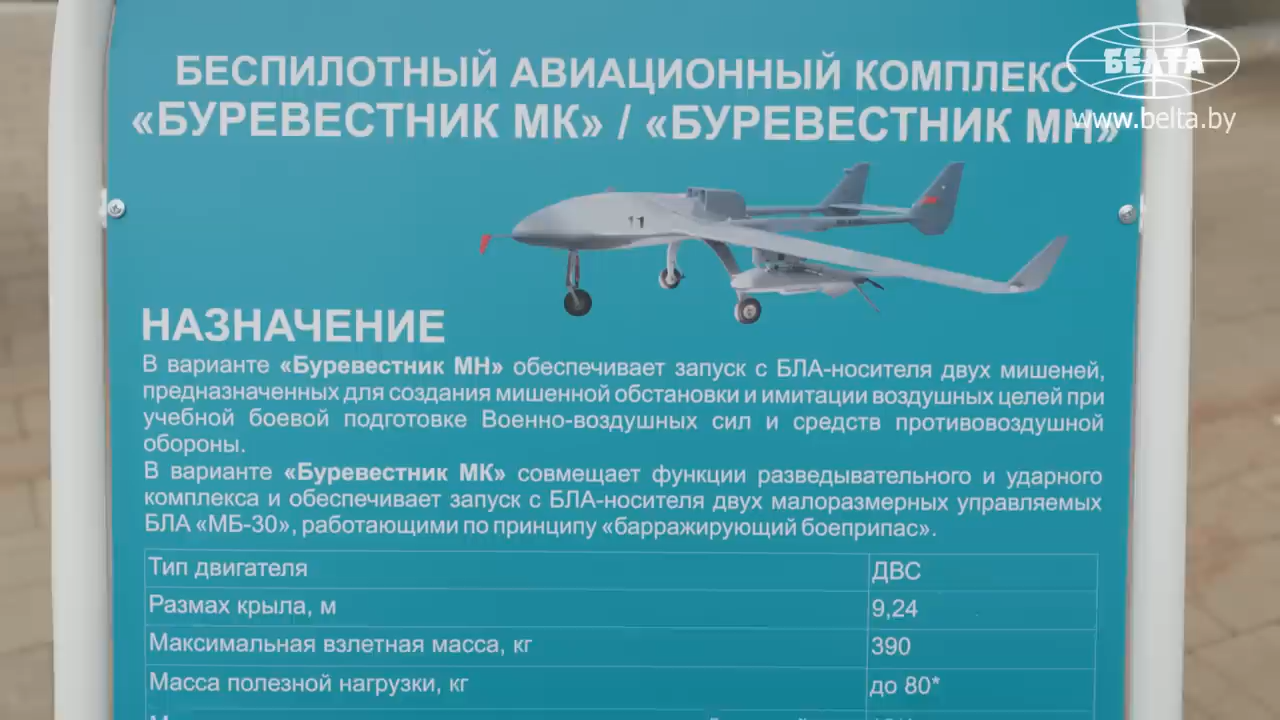 БЕЛТА
www.belta.by
БЕСПИЛОТНЫЙ АВИАЦИОННЫЙ КОМПЛЕКС
«БУРЕВЕСТНИК МК» / «БУРЕВЕСТНИК МН»
11
НАЗНАЧЕНИЕ
В варианте «Буревестник МН» обеспечивает запуск с БЛА-носителя двух мишеней,
предназначенных для создания мишенной обстановки и имитации воздушных целей при
учебной боевой подготовке Военно-воздушных сил и средств противовоздушной
обороны.
В варианте «Буревестник МК» совмещает функции разведывательного и ударного
комплекса и обеспечивает запуск с БЛА-носителя двух малоразмерных управляемых
БЛА «МБ-30», работающими по принципу «барражирующий боеприпас».
Тип двигателя ДВС
Размах крыла, м 9,24
Максимальная взлетная масса, кг 390
Масса полезной нагрузки, кг до 80*